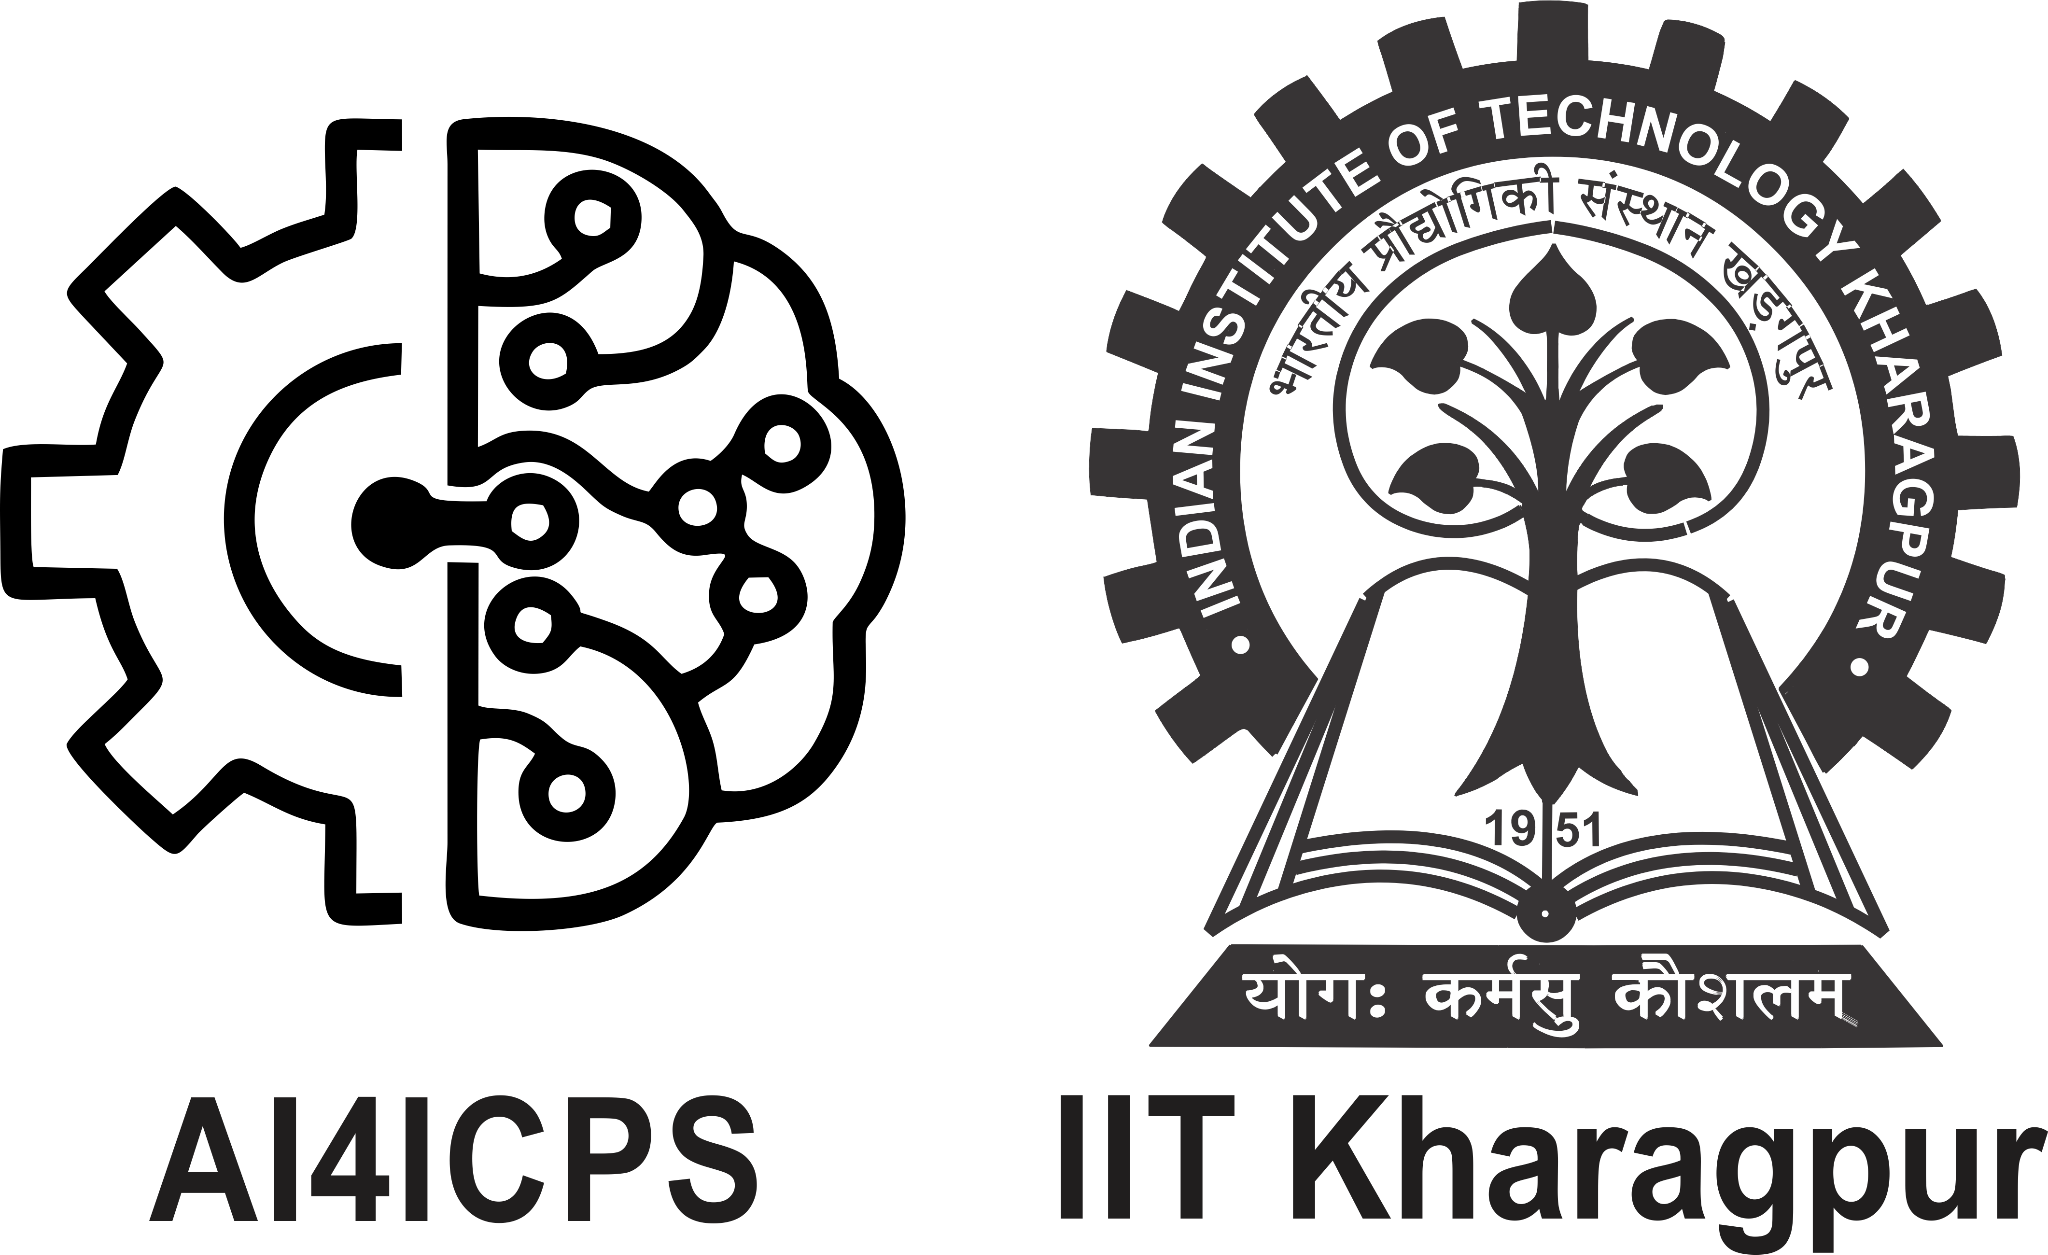 • INDIAN INSTITUTE OF TECHNOLOGY KHARAGPUR •
भारतीय प्रौद्योगिकी संस्थान खड़गपुर
19 51
योगः कर्मसु कौशलम्
AI4ICPS
IIT Kharagpur